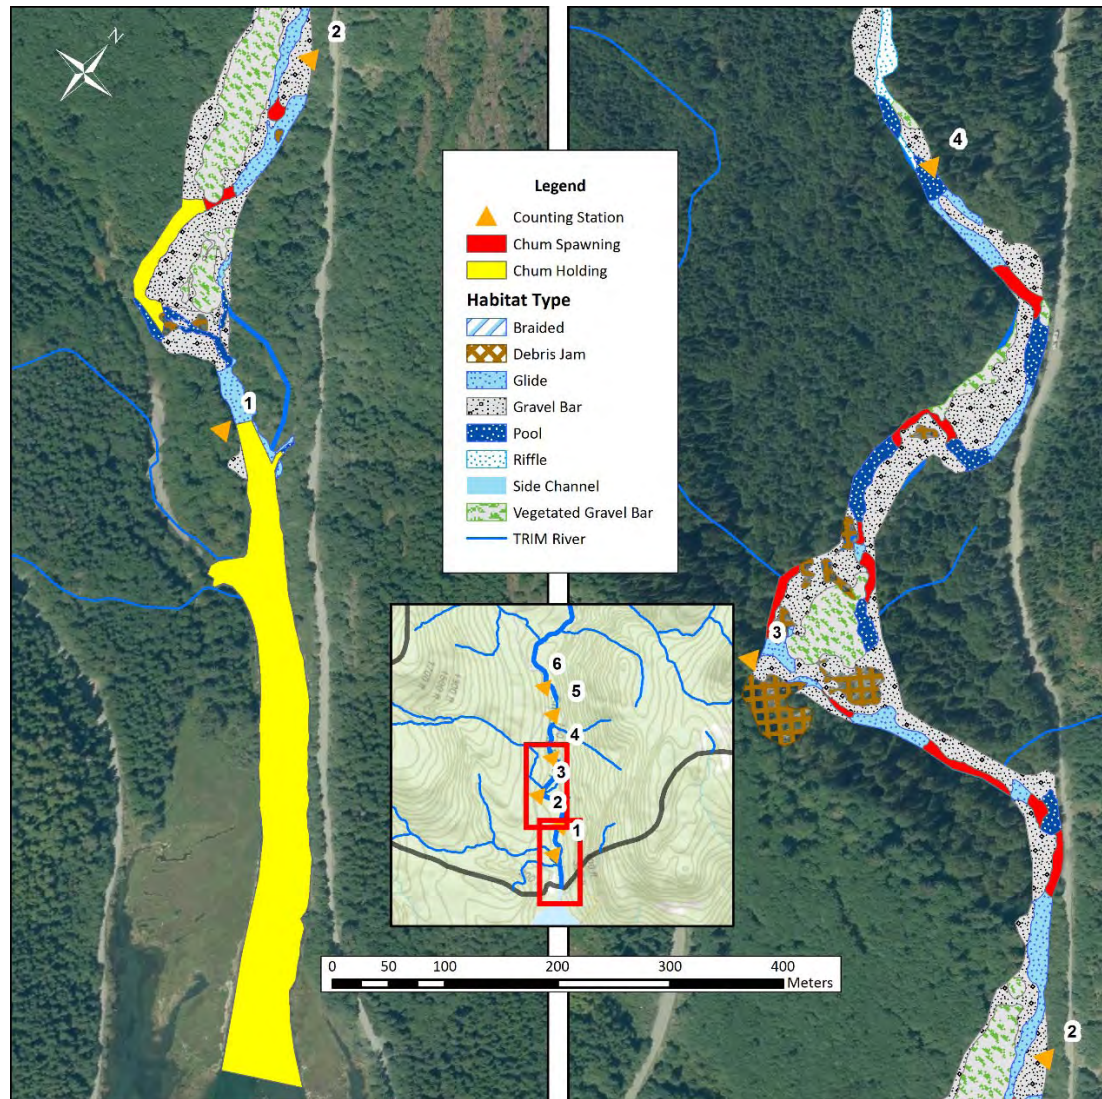 N
2
4
Legend
Counting Station
Chum Spawning
Chum Holding
Habitat Type
Braided
Debris Jam
Glide
Gravel Bar
Pool
Riffle
Side Channel
Vegetated Gravel Bar
TRIM River
1
3
6
5
4
3
2
1
0 50 100 200 300 400
Meters
2